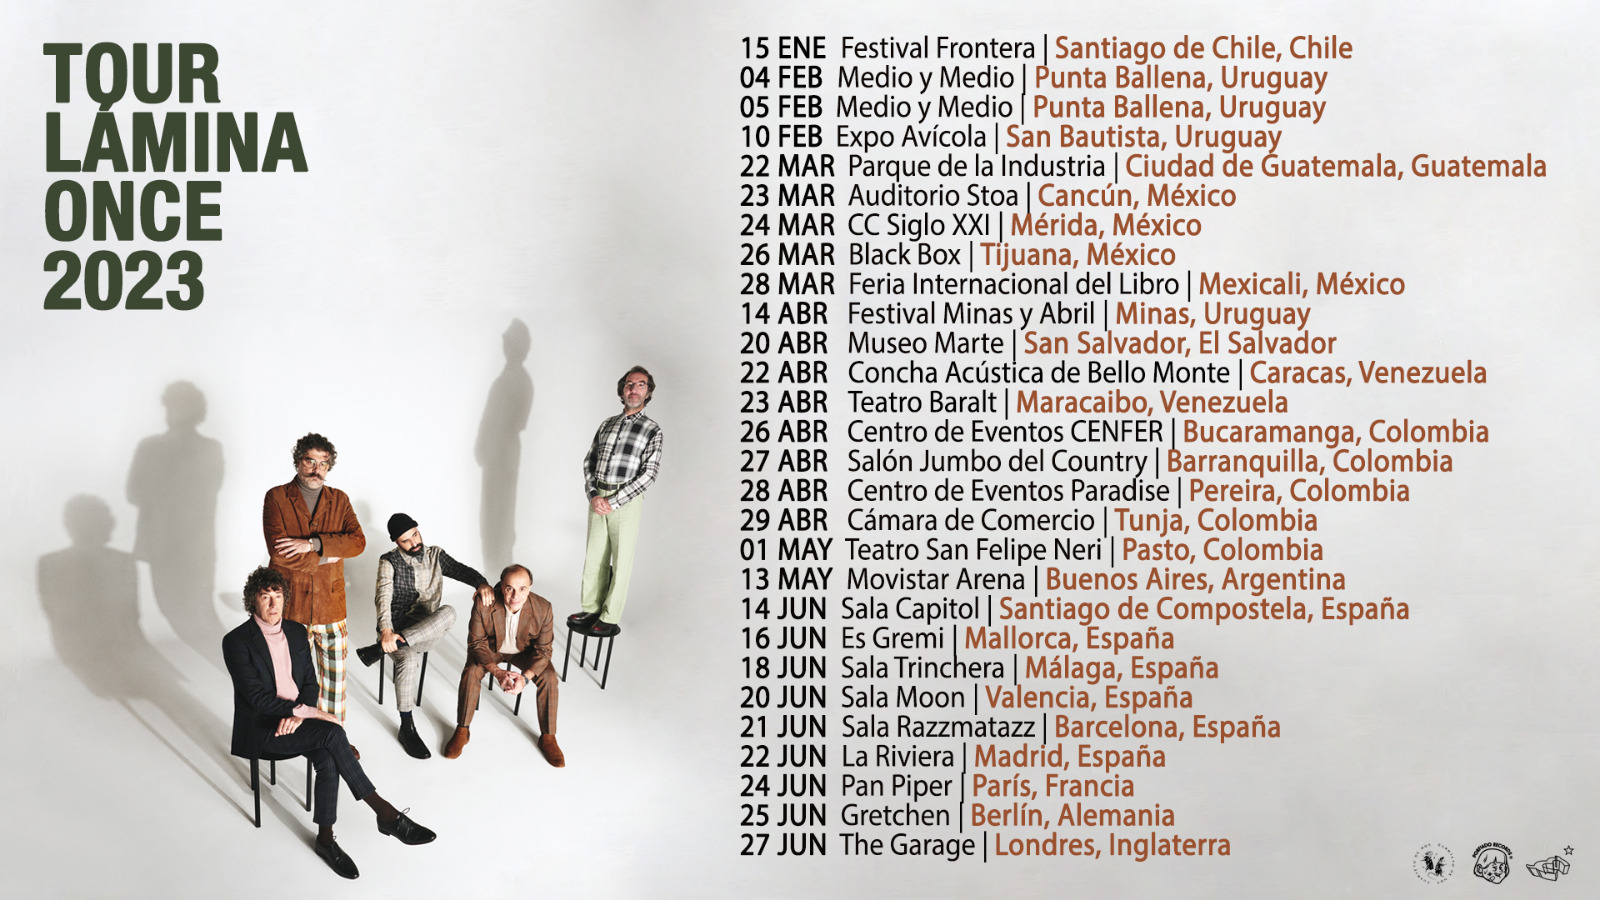 TOUR
LÁMINA
ONCE
2023
15 ENE Festival Frontera | Santiago de Chile, Chile
04 FEB Medio y Medio | Punta Ballena, Uruguay
05 FEB Medio y Medio | Punta Ballena, Uruguay
10 FEB Expo Avícola | San Bautista, Uruguay
22 MAR Parque de la Industria | Ciudad de Guatemala, Guatemala
23 MAR Auditorio Stoa | Cancún, México
24 MAR CC Siglo XXI | Mérida, México
26 MAR Black Box | Tijuana, México
28 MAR Feria Internacional del Libro | Mexicali, México
14 ABR Festival Minas y Abril | Minas, Uruguay
20 ABR Museo Marte | San Salvador, El Salvador
22 ABR Concha Acústica de Bello Monte | Caracas, Venezuela
23 ABR Teatro Baralt | Maracaibo, Venezuela
26 ABR Centro de Eventos CENFER | Bucaramanga, Colombia
27 ABR Salón Jumbo del Country | Barranquilla, Colombia
28 ABR Centro de Eventos Paradise | Pereira, Colombia
29 ABR Cámara de Comercio | Tunja, Colombia
01 MAY Teatro San Felipe Neri | Pasto, Colombia
13 MAY Movistar Arena | Buenos Aires, Argentina
14 JUN Sala Capitol | Santiago de Compostela, España
16 JUN Es Gremi | Mallorca, España
18 JUN Sala Trinchera | Málaga, España
20 JUN Sala Moon | Valencia, España
21 JUN Sala Razzmatazz | Barcelona, España
22 JUN La Riviera | Madrid, España
24 JUN Pan Piper | París, Francia
25 JUN Gretchen | Berlín, Alemania
27 JUN The Garage | Londres, Inglaterra